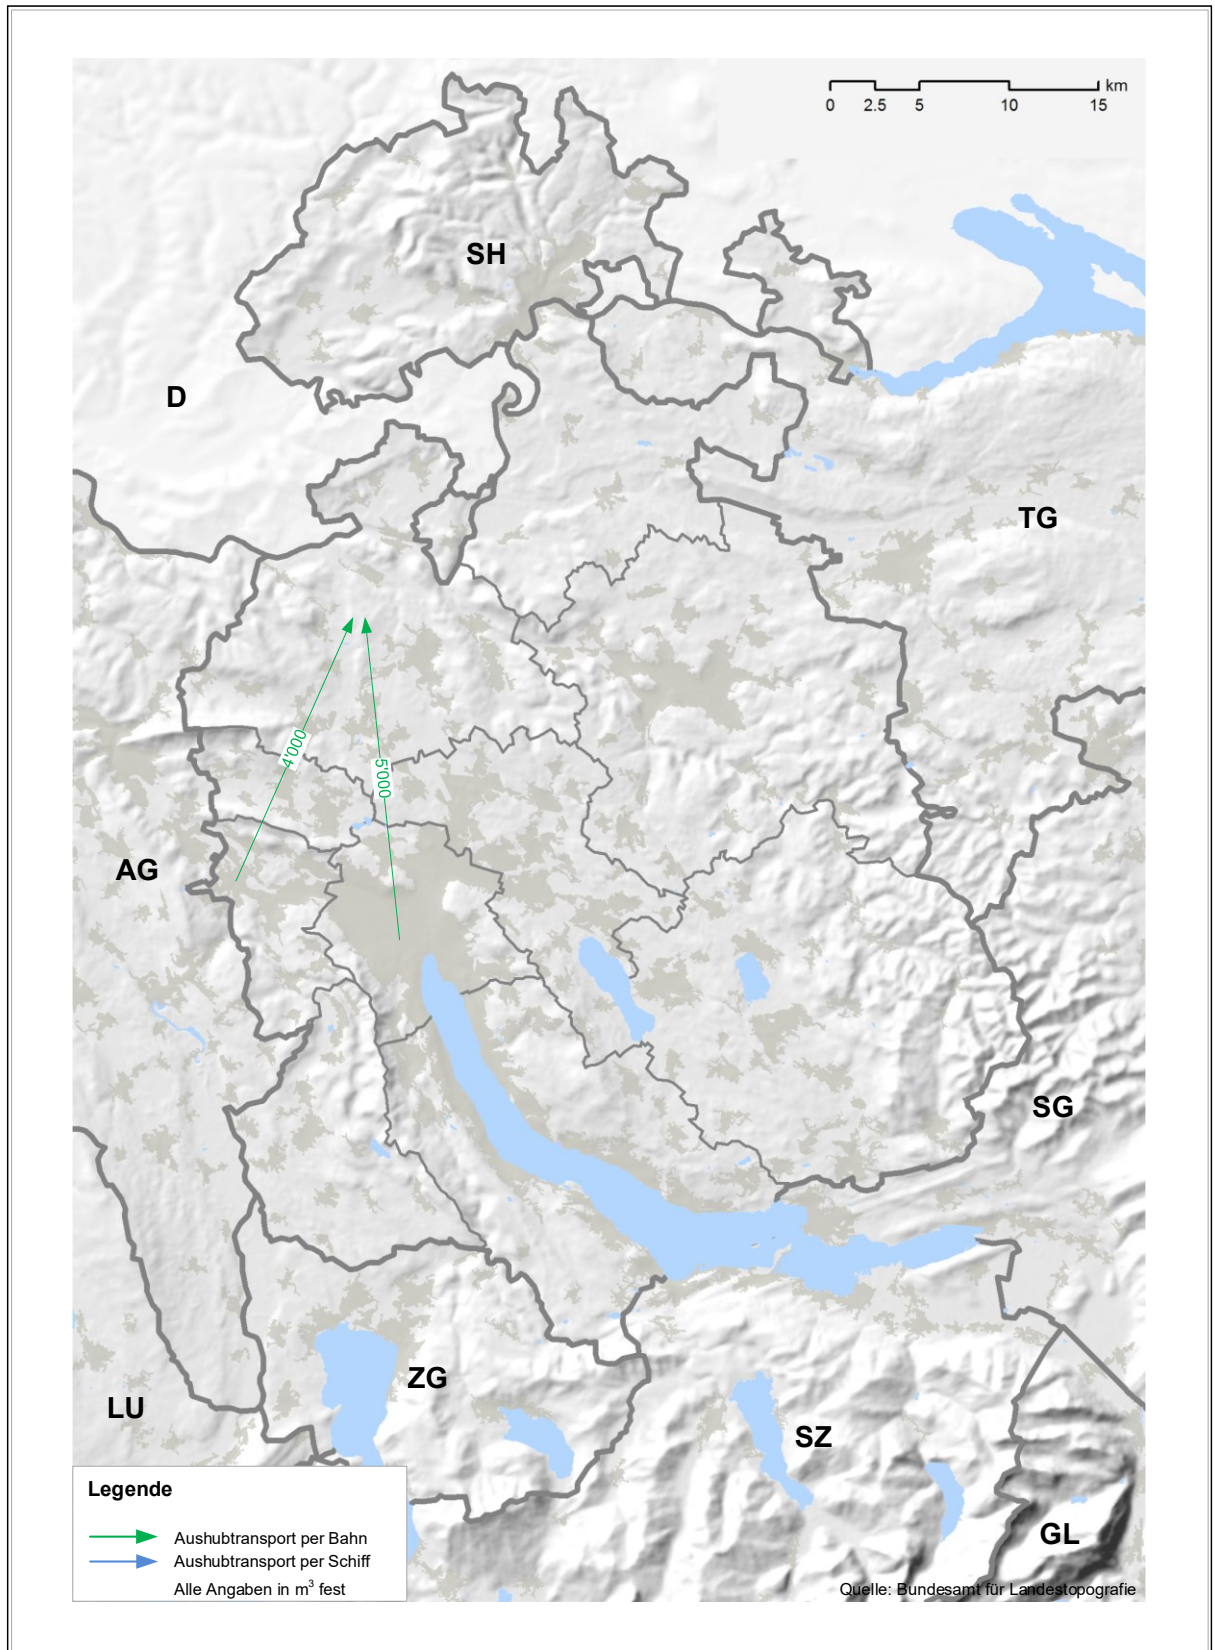 km
0 2.5 5 10 15
SH
D
TG
4'000
5'000
AG
SG
ZG
LU
SZ
GL
Legende
Aushubtransport per Bahn
Aushubtransport per Schiff
Alle Angaben in m³ fest
Quelle: Bundesamt für Landestopografie